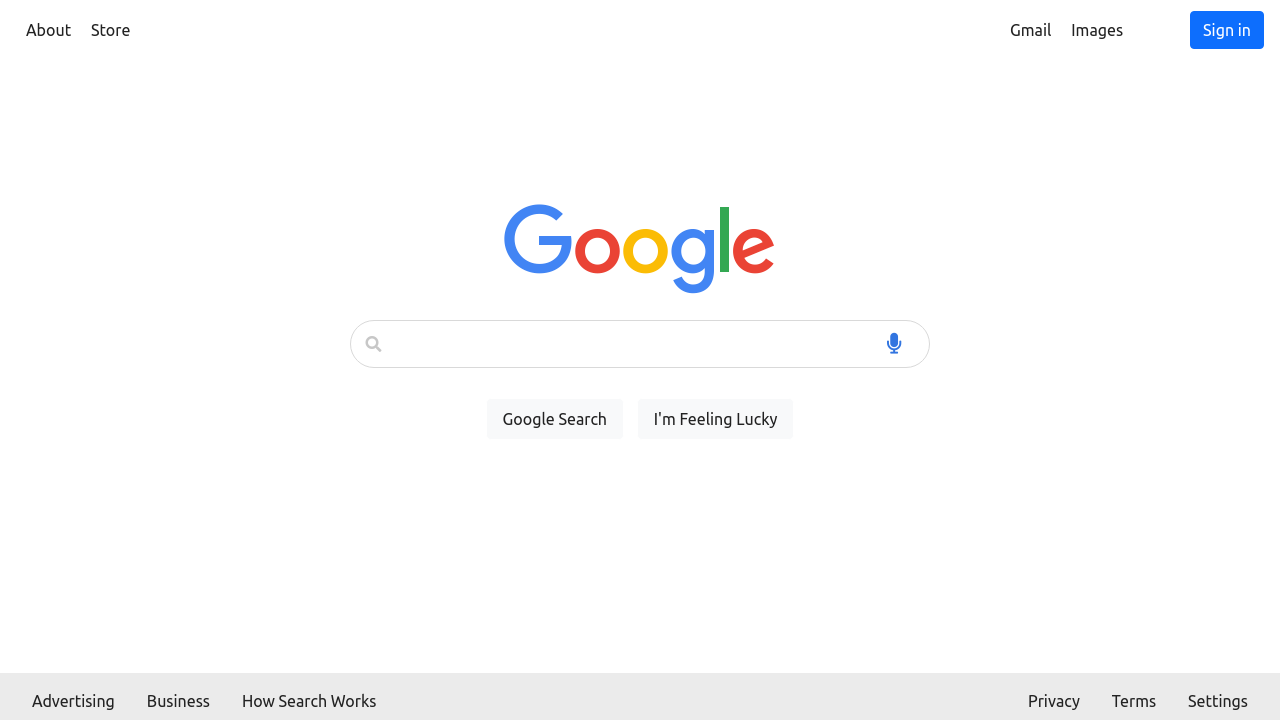 About Store Gmail Images Sign in
Google
Google Search I'm Feeling Lucky
Advertising Business How Search Works Privacy Terms Settings